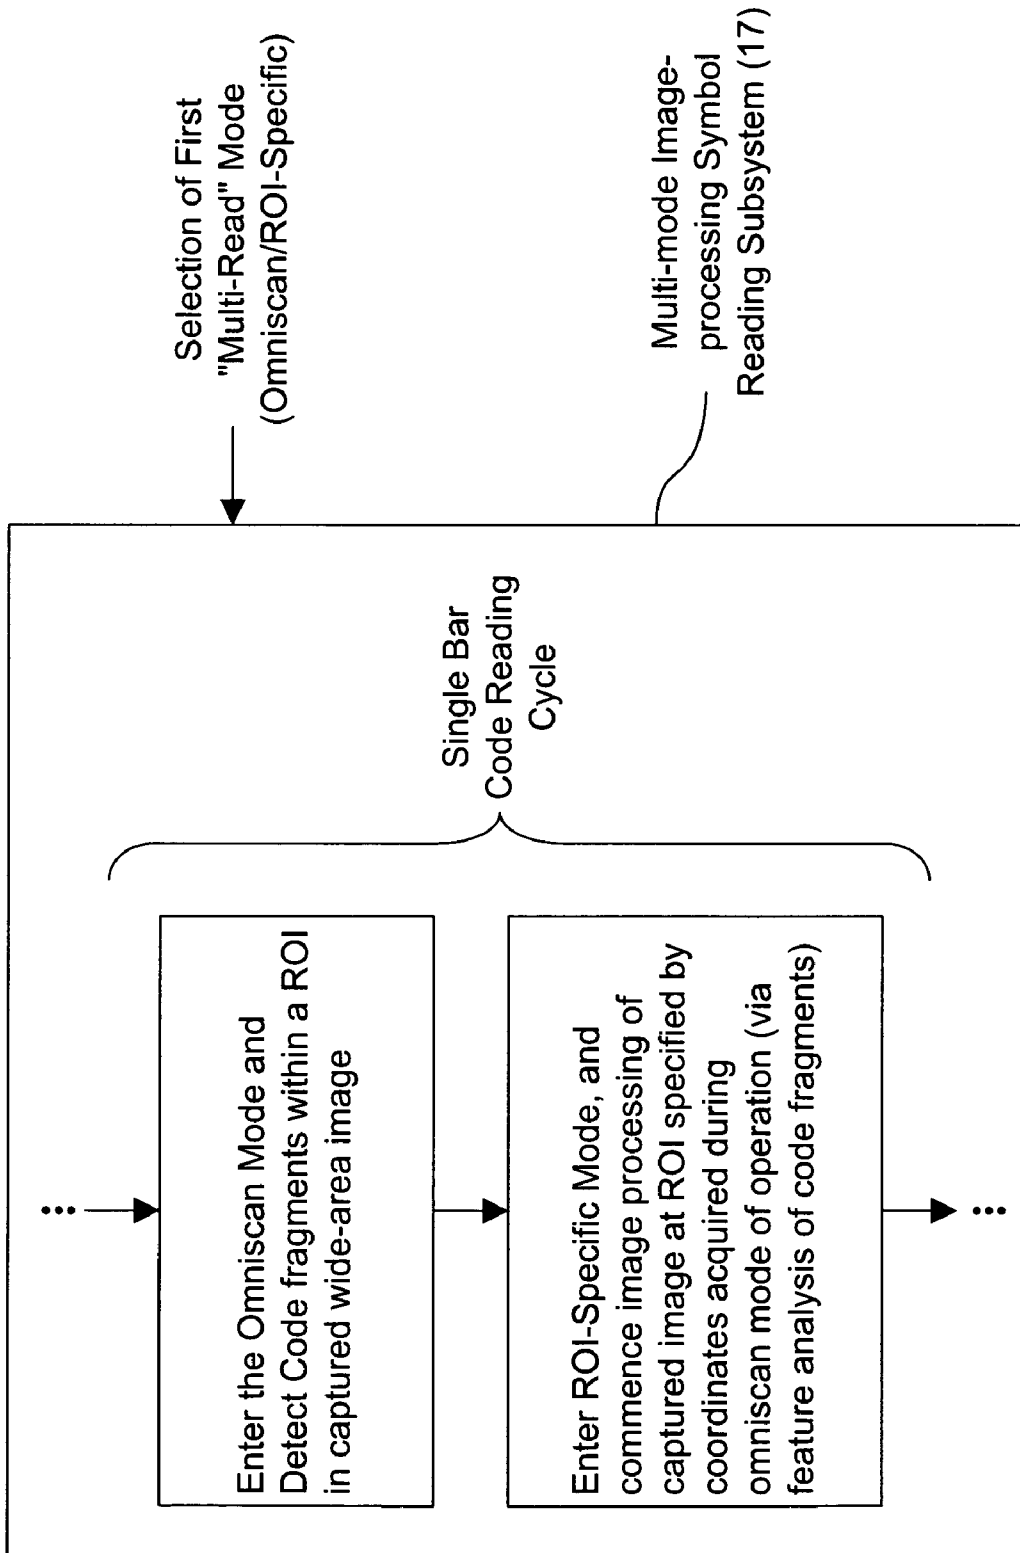 Selection of First
"Multi-Read" Mode
(Omniscan/ROI-Specific)
Multi-mode Image-
processing Symbol
Reading Subsystem (17)
Single Bar
Code Reading
Cycle
Enter the Omniscan Mode and
Detect Code fragments within a ROI
in captured wide-area image
Enter ROI-Specific Mode, and
commence image processing of
captured image at ROI specified by
coordinates acquired during
omniscan mode of operation (via
feature analysis of code fragments)